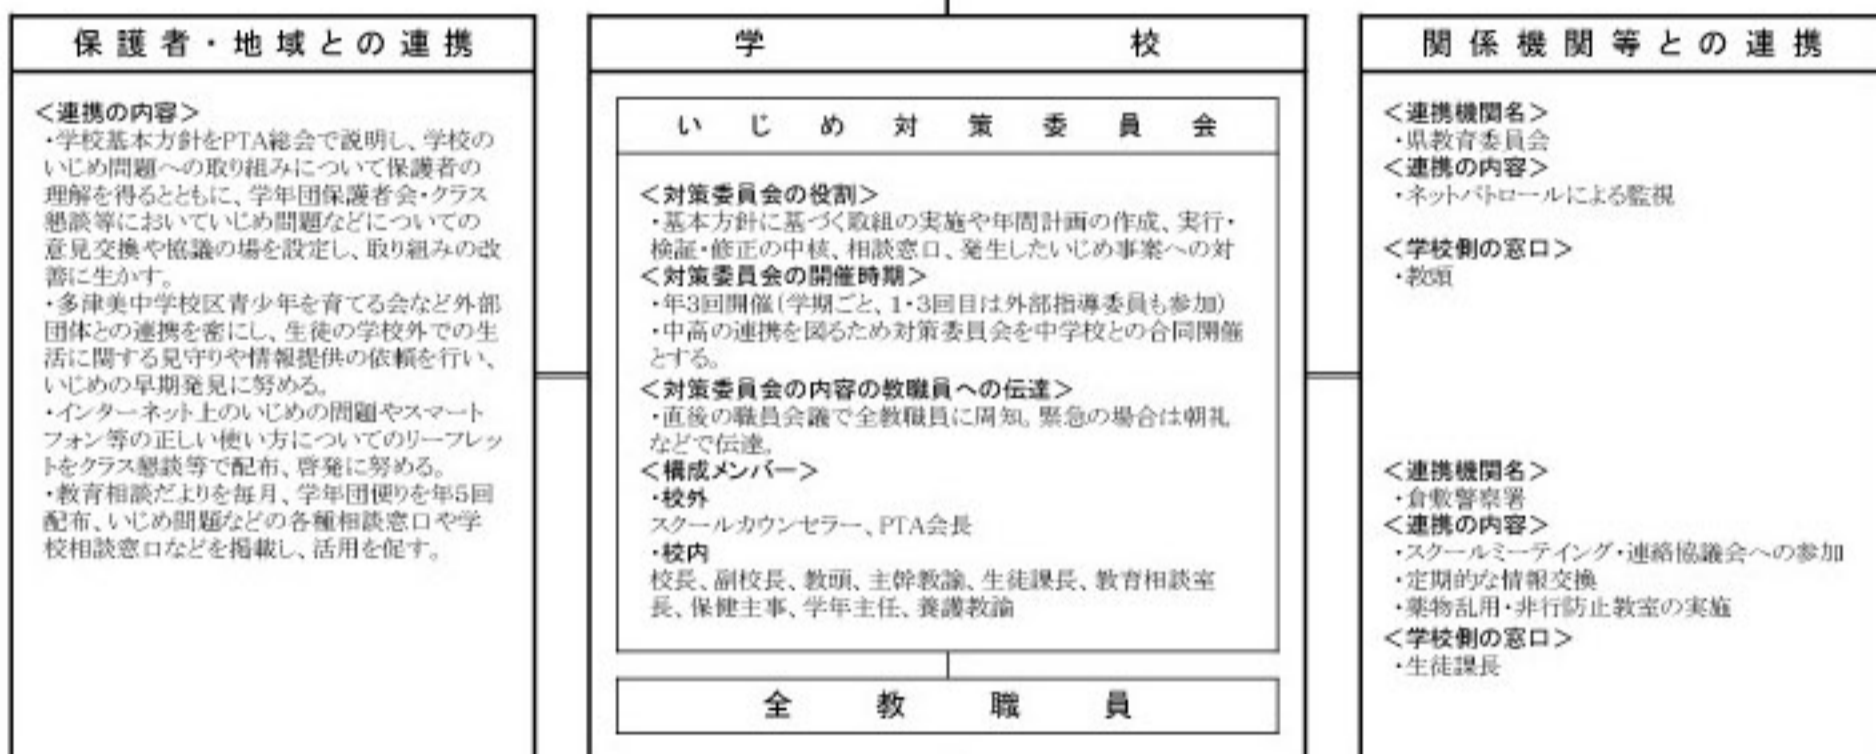 保護者・地域との連携
＜連携の内容＞
・学校基本方針をPTA総会で説明し、学校の
いじめ問題への取り組みについて保護者の
理解を得るとともに、学年団保護者会・クラス
懇談等においていじめ問題などについての
意見交換や協議の場を設定し、取り組みの改
善に生かす。
・多津美中学校区青少年を育てる会など外部
団体との連携を密にし、生徒の学校外での生
活に関する見守りや情報提供の依頼を行い、
いじめの早期発見に努める。
・インターネット上のいじめの問題やスマート
フォン等の正しい使い方についてのリーフレッ
トをクラス懇談等で配布、啓発に努める。
・教育相談だよりを毎月、学年団便りを年5回
配布、いじめ問題などの各種相談窓口や学
校相談窓口などを掲載し、活用を促す。
学校
いじめ対策委員会
＜対策委員会の役割＞
・基本方針に基づく取組の実施や年間計画の作成、実行・
検証・修正の中核、相談窓口、発生したいじめ事案への対
＜対策委員会の開催時期＞
・年3回開催(学期ごと、1・3回目は外部指導委員も参加)
・中高の連携を図るため対策委員会を中学校との合同開催
とする。
＜対策委員会の内容の教職員への伝達＞
・直後の職員会議で全教職員に周知。緊急の場合は朝礼
などで伝達。
＜構成メンバー＞
・校外
スクールカウンセラー、PTA会長
・校内
校長、副校長、教頭、主幹教諭、生徒課長、教育相談室
長、保健主事、学年主任、養護教諭
全教職員
関係機関等との連携
＜連携機関名＞
・県教育委員会
＜連携の内容＞
・ネットパトロールによる監視
＜学校側の窓口＞
・教頭
＜連携機関名＞
・倉敷警察署
＜連携の内容＞
・スクールミーテイング・連絡協議会への参加
・定期的な情報交換
・薬物乱用・非行防止教室の実施
＜学校側の窓口＞
・生徒課長